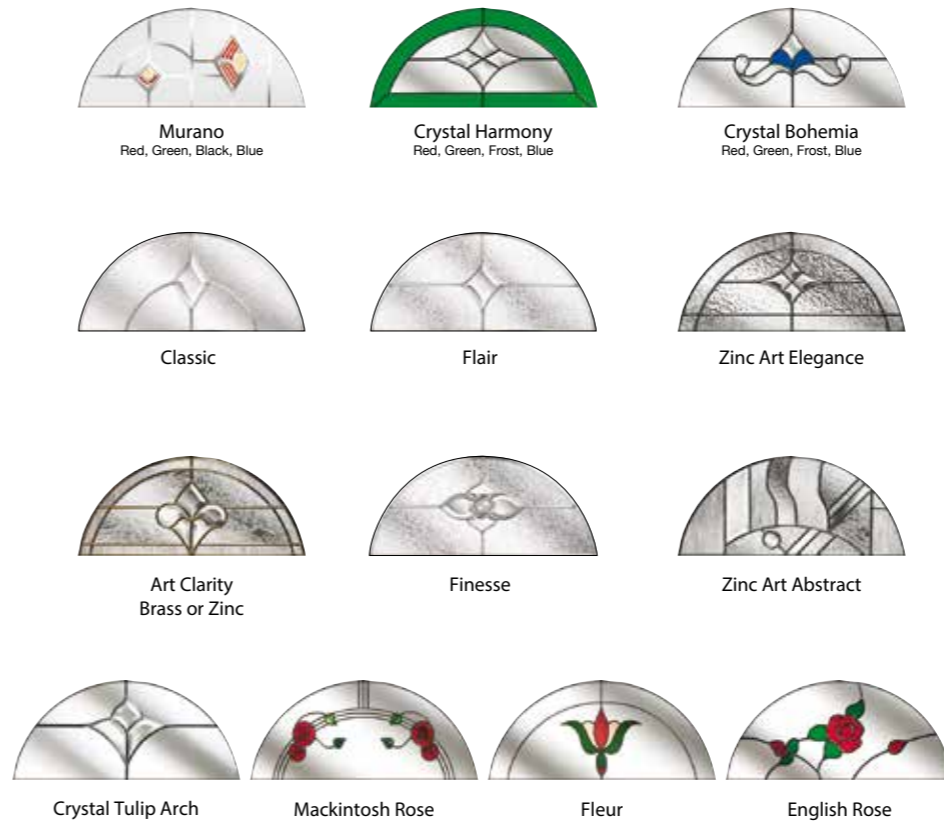 Murano
Red, Green, Black, Blue
Crystal Harmony
Red, Green, Frost, Blue
Crystal Bohemia
Red, Green, Frost, Blue
Classic
Flair
Zinc Art Elegance
Art Clarity
Brass or Zinc
Finesse
Zinc Art Abstract
Crystal Tulip Arch
Mackintosh Rose
Fleur
English Rose